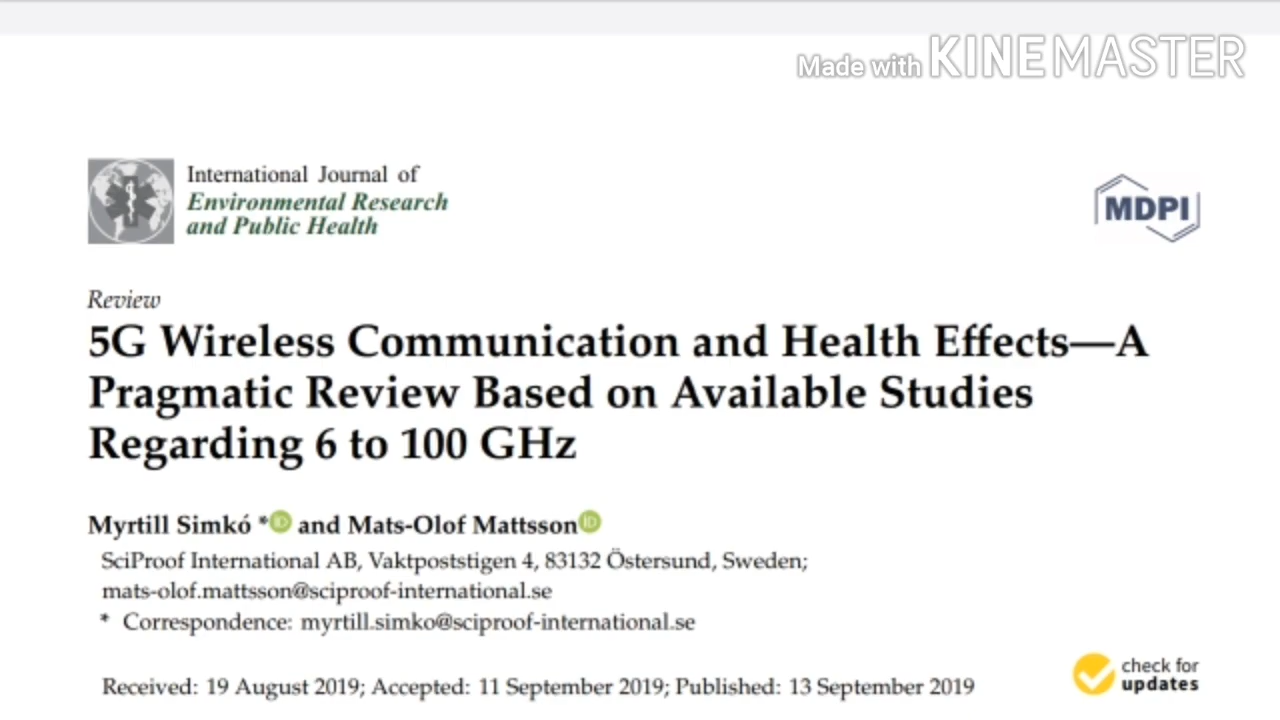 Made with KINEMASTER
International Journal of
Environmental Research
and Public Health
MDPI
Review
5G Wireless Communication and Health Effects—A
Pragmatic Review Based on Available Studies
Regarding 6 to 100 GHz
Myrtill Simkó * iD and Mats-Olof Mattsson iD
SciProof International AB, Vaktpoststigen 4, 83132 Östersund, Sweden;
mats-olof.mattsson@sciproof-international.se
* Correspondence: myrtill.simko@sciproof-international.se
Received: 19 August 2019; Accepted: 11 September 2019; Published: 13 September 2019
check for
updates